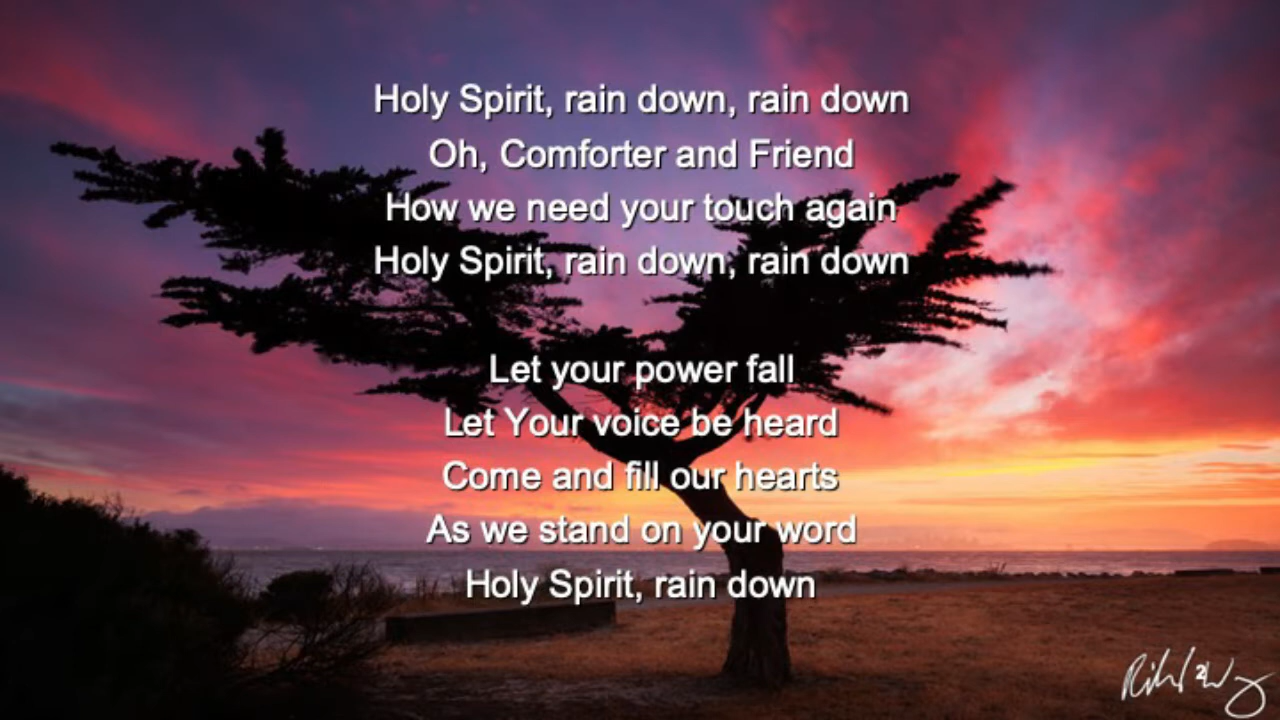 Holy Spirit, rain down, rain down
Oh, Comforter and Friend
How we need your touch again
Holy Spirit, rain down, rain down
Let your power fall
Let Your voice be heard
Come and fill our hearts
As we stand on your word
Holy Spirit, rain down